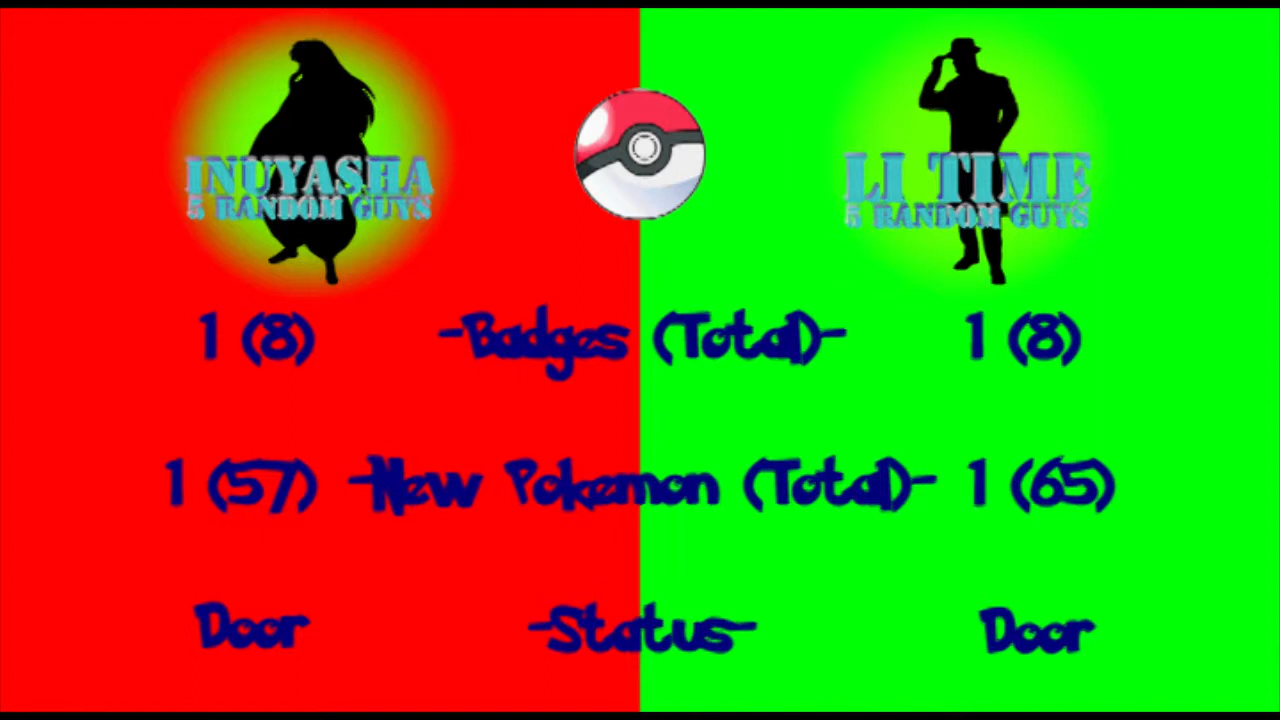 INUYASHA
5 RANDOM GUYS
LI TIME
5 RANDOM GUYS
1 (8) -Badges (Total)- 1 (8)
1 (57) -New Pokemon (Total)- 1 (65)
Door -Status- Door